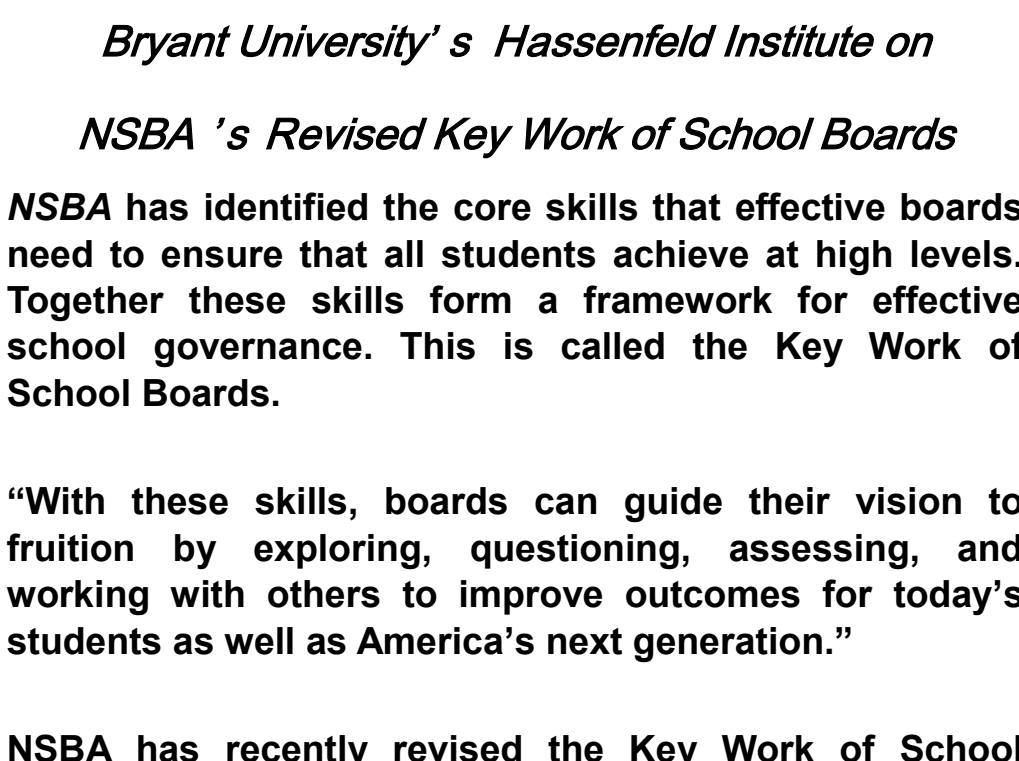 Bryant University’ s Hassenfeld Institute on
NSBA ’s Revised Key Work of School Boards
NSBA has identified the core skills that effective boards
need to ensure that all students achieve at high levels.
Together these skills form a framework for effective
school governance. This is called the Key Work of
School Boards.
“With these skills, boards can guide their vision to
fruition by exploring, questioning, assessing, and
working with others to improve outcomes for today’s
students as well as America’s next generation.”
NSBA has recently revised the Key Work of School